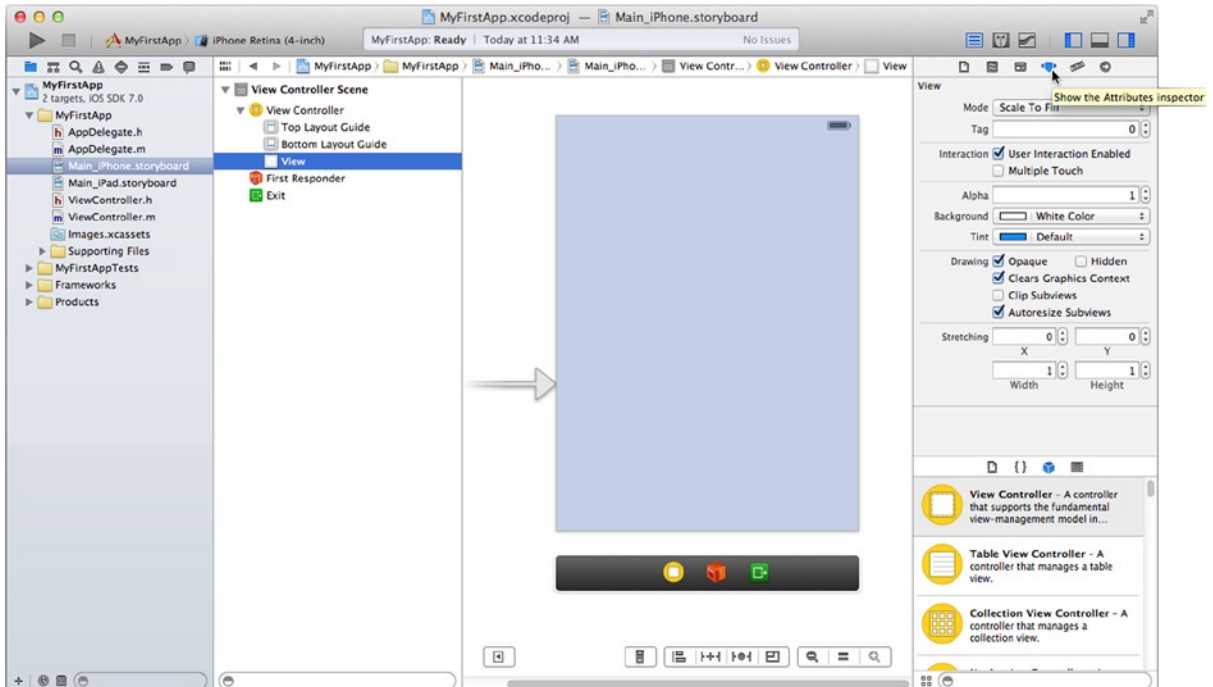 MyFirstApp.xcodeproj — Main_iPhone.storyboard
MyFirstApp iPhone Retina (4-inch)
MyFirstApp: Ready | Today at 11:34 AM
No Issues
MyFirstApp
2 targets, iOS SDK 7.0
MyFirstApp
AppDelegate.h
AppDelegate.m
Main_iPhone.storyboard
Main_iPad.storyboard
ViewController.h
ViewController.m
Images.xcassets
Supporting Files
MyFirstAppTests
Frameworks
Products
MyFirstApp MyFirstApp Main_iPho... Main_iPho... View Contr... View Controller View
View Controller Scene
View Controller
Top Layout Guide
Bottom Layout Guide
View
First Responder
Exit
Show the Attributes inspector
View
Mode Scale To Fill
Tag 0
Interaction User Interaction Enabled
Multiple Touch
Alpha 1
Background White Color
Tint Default
Drawing Opaque Hidden
Clears Graphics Context
Clip Subviews
Autoresize Subviews
Stretching 0 0
X Y
1 1
Width Height
{}
View Controller - A controller
that supports the fundamental
view-management model in...
Table View Controller - A
controller that manages a table
view.
Collection View Controller - A
controller that manages a
collection view.